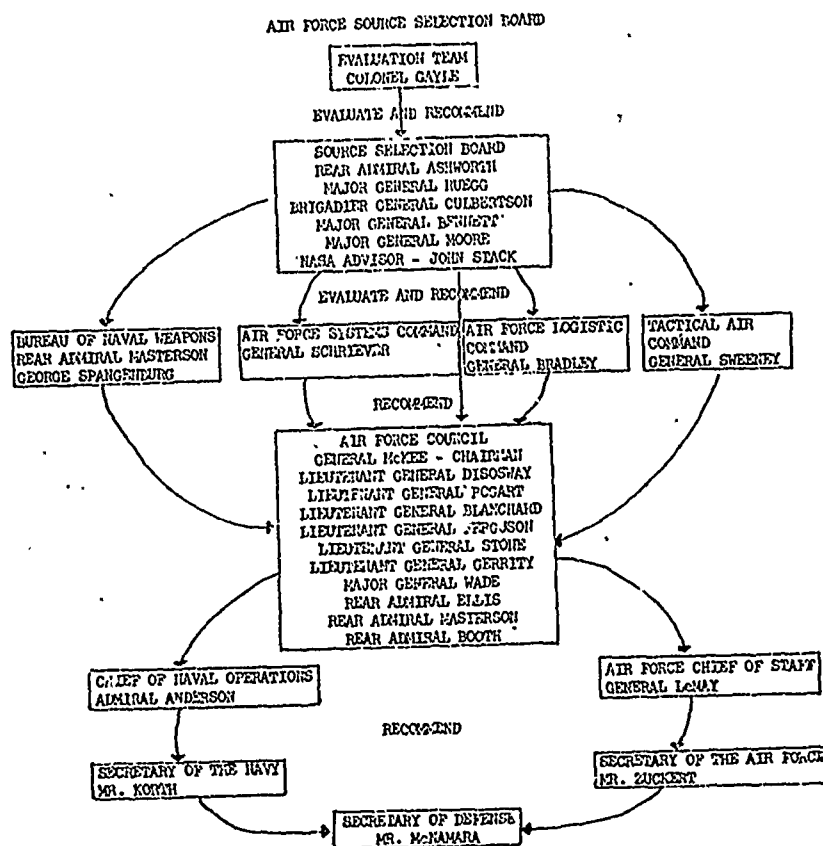 AIR FORCE SOURCE SELECTION BOARD
EVALUATION TEAM
COLONEL GAYLE
EVALUATE AND RECOMMEND
SOURCE SELECTION BOARD
REAR ADMIRAL ASHWORTH
MAJOR GENERAL RUEGG
BRIGADIER GENERAL CULBERTSON
MAJOR GENERAL BENNETT
MAJOR GENERAL MOORE
NASA ADVISOR - JOHN STACK
EVALUATE AND RECOMMEND
BUREAU OF NAVAL WEAPONS
REAR ADMIRAL MASTERSON
GEORGE SPANGENBURG
AIR FORCE SYSTEMS COMMAND
GENERAL SCHRIEVER
AIR FORCE LOGISTIC
COMMAND
GENERAL BRADLEY
TACTICAL AIR
COMMAND
GENERAL SWEENEY
RECOMMEND
AIR FORCE COUNCIL
GENERAL McKEE - CHAIRMAN
LIEUTENANT GENERAL DISOSWAY
LIEUTENANT GENERAL
LIEUTENANT GENERAL BLANCHARD
LIEUTENANT GENERAL FERGUSON
LIEUTENANT GENERAL STONE
LIEUTENANT GENERAL GERRITY
MAJOR GENERAL WADE
REAR ADMIRAL ELLIS
REAR ADMIRAL MASTERSON
REAR ADMIRAL BOOTH
CHIEF OF NAVAL OPERATIONS
ADMIRAL ANDERSON
AIR FORCE CHIEF OF STAFF
GENERAL LeMAY
RECOMMEND
SECRETARY OF THE NAVY
MR. KORTH
SECRETARY OF THE AIR FORCE
MR. ZUCKERT
SECRETARY OF DEFENSE
MR. McNAMARA